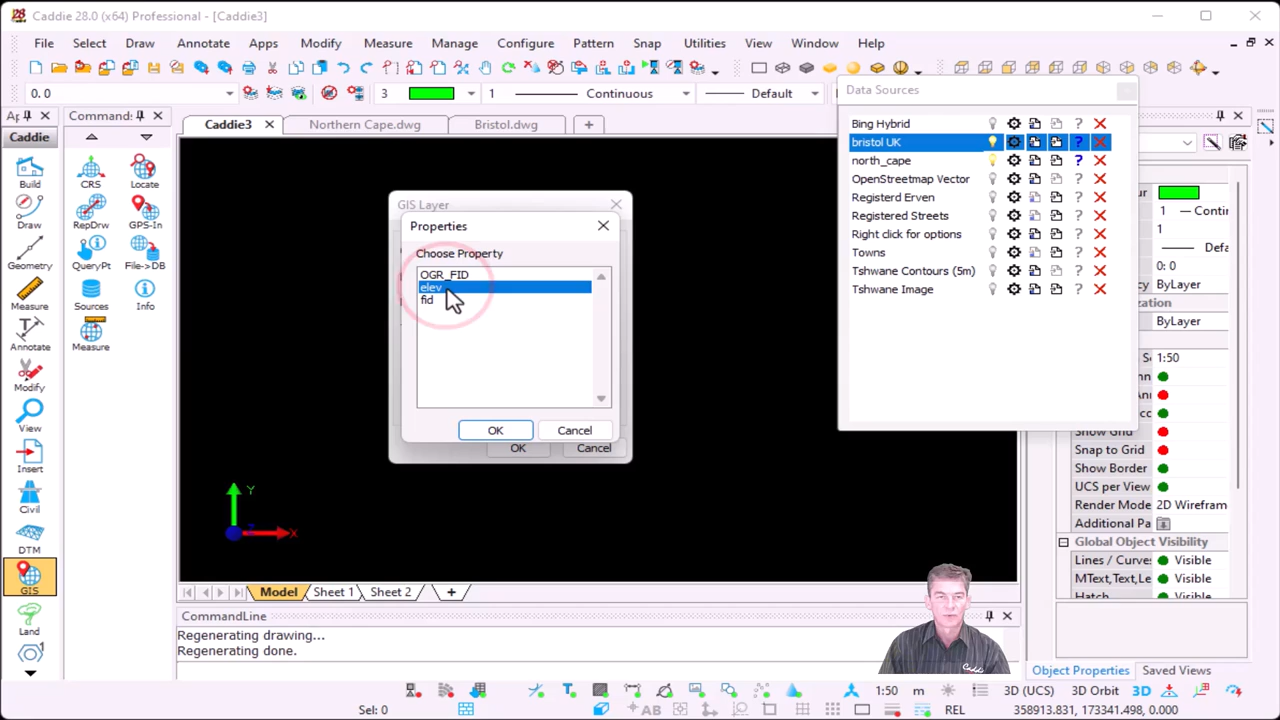 Caddie 28.0 (x64) Professional - [Caddie3]
File Select Draw Annotate Apps Modify Measure Manage Configure Pattern Snap Utilities View Window Help
0. 0 3 1 Continuous Default
Command:
Caddie
Caddie3 Northern Cape.dwg Bristol.dwg +
Build CRS Locate
Draw RepDrw GPS-In
Geometry QueryPt File->DB
Measure Sources Info
Annotate Measure
Modify
View
Insert
Civil
DTM
GIS
Land
GIS Layer
Properties
Choose Property
OGR_FID
elev
fid
OK Cancel
OK Cancel
Data Sources
Bing Hybrid
bristol UK
north_cape
OpenStreetmap Vector
Registerd Erven
Registered Streets
Right click for options
Towns
Tshwane Contours (5m)
Tshwane Image
1 Contin
1
Defa
0: 0
ByLayer
ByLayer
1:50
Show Grid
Snap to Grid
Show Border
UCS per View
Render Mode 2D Wirefram
Additional Pa
Global Object Visibility
Lines / Curves Visible
MText,Text,Le Visible
Hatch Visible
Y
X
Model Sheet 1 Sheet 2 +
CommandLine
Regenerating drawing...
Regenerating done.
Object Properties Saved Views
1:50 m 3D (UCS) 3D Orbit 3D
Sel: 0 AB REL 358913.831, 173341.498, 0.000